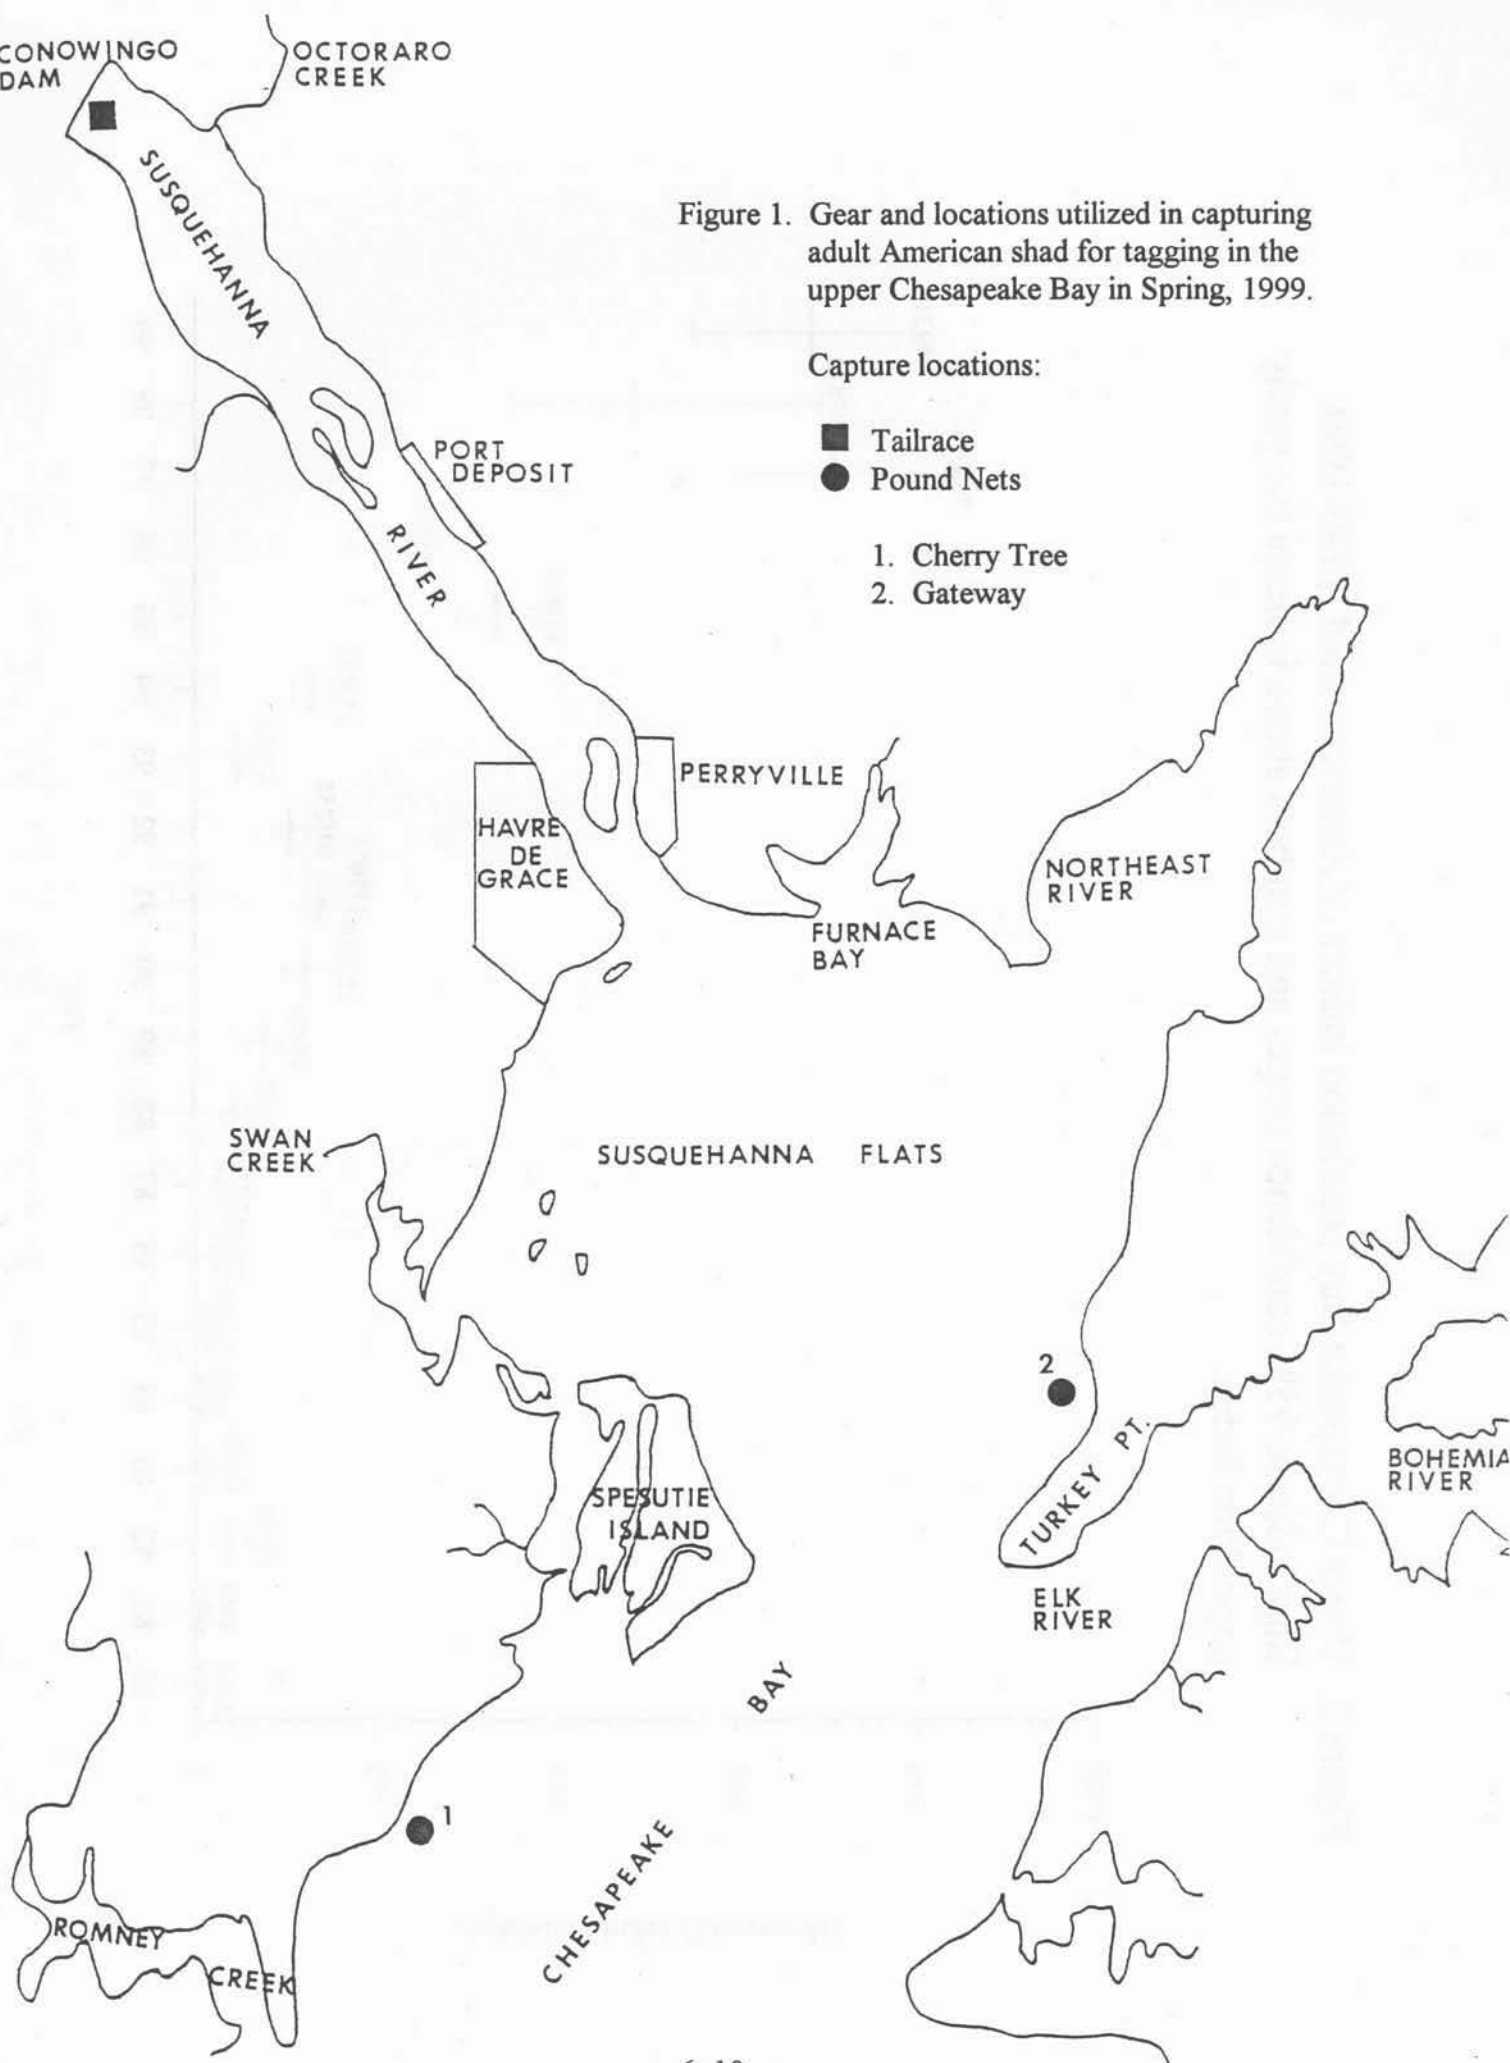 CONOWINGO
DAM
OCTORARO
CREEK
SUSQUEHANNA
Figure 1. Gear and locations utilized in capturing
adult American shad for tagging in the
upper Chesapeake Bay in Spring, 1999.
Capture locations:
Tailrace
Pound Nets
1. Cherry Tree
2. Gateway
PORT
DEPOSIT
RIVER
PERRYVILLE
HAVRE
DE
GRACE
NORTHEAST
RIVER
FURNACE
BAY
SWAN
CREEK
SUSQUEHANNA FLATS
2
TURKEY PT.
BOHEMIA
RIVER
SPESUTIE
ISLAND
ELK
RIVER
BAY
1
CHESAPEAKE
ROMNEY
CREEK